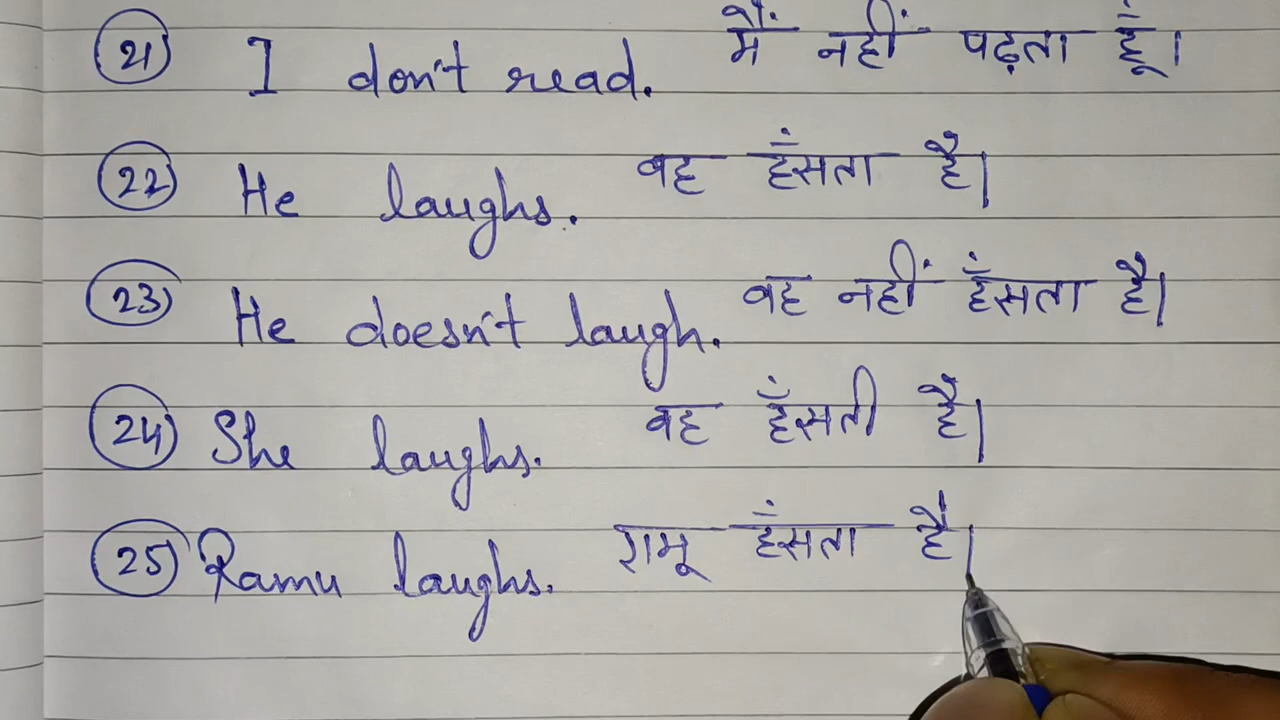 21 I don't read. मैं नहीं पढ़ता हूँ।
22 He laughs. वह हँसता है।
23 He doesn't laugh. वह नहीं हँसता है।
24 She laughs. वह हँसती है।
25 Ramu laughs. रामू हँसता है।